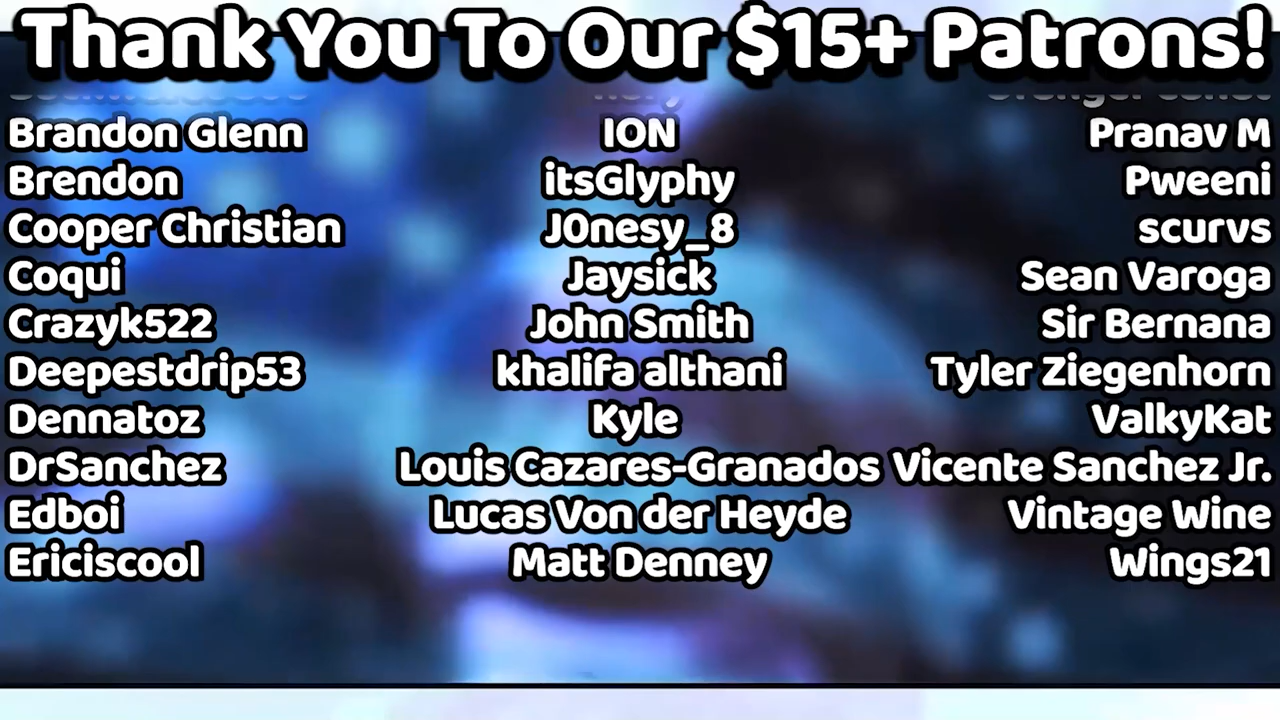 Thank You To Our $15+ Patrons!
Brandon Glenn ION Pranav M
Brendon itsGlyphy Pweeni
Cooper Christian J0nesy_8 scurvs
Coqui Jaysick Sean Varoga
Crazyk522 John Smith Sir Bernana
Deepestdrip53 khalifa althani Tyler Ziegenhorn
Dennatoz Kyle ValkyKat
DrSanchez Louis Cazares-Granados Vicente Sanchez Jr.
Edboi Lucas Von der Heyde Vintage Wine
Ericiscool Matt Denney Wings21